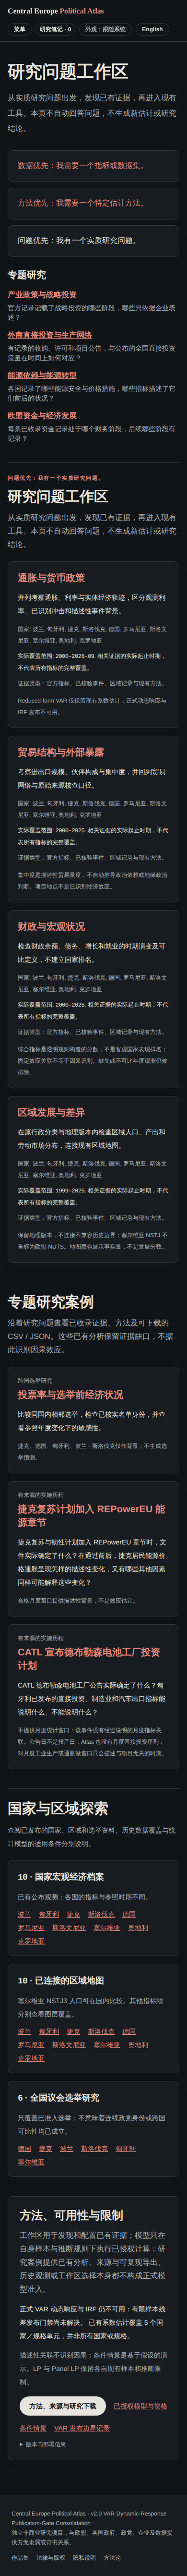 Central Europe Political Atlas
菜单
研究笔记 · 0
外观：跟随系统
English
研究问题工作区
从实质研究问题出发，发现已有证据，再进入现有
工具。本页不自动回答问题，不生成新估计或研究
结论。
数据优先：我需要一个指标或数据集。
方法优先：我需要一个特定估计方法。
问题优先：我有一个实质研究问题。
专题研究
产业政策与战略投资
官方记录记载了战略投资的哪些阶段，哪些只依据企业表
述？
外商直接投资与生产网络
有记录的收购、许可和项目公告，与公布的全国直接投资
流量在时间上如何对应？
能源依赖与能源转型
各国记录了哪些能源安全与价格措施，哪些指标描述了它
们前后的状况？
欧盟资金与经济发展
每条已收录资金记录处于哪个财务阶段，后续哪些阶段有
记录？
问题优先：我有一个实质研究问题。
研究问题工作区
从实质研究问题出发，发现已有证据，再进入现有
工具。本页不自动回答问题，不生成新估计或研究
结论。
通胀与货币政策
并列考察通胀、利率与实体经济轨迹，区分观测利
率、已识别冲击和描述性事件背景。
国家: 波兰, 匈牙利, 捷克, 斯洛伐克, 德国, 罗马尼亚, 斯洛文
尼亚, 塞尔维亚, 奥地利, 克罗地亚
实际覆盖范围: 2000–2026-09. 相关证据的实际起止时期，
不代表所有指标的完整覆盖。
证据类型：官方指标、已核验事件、区域记录与现有方法。
Reduced-form VAR 仅保留现有系数估计；正式动态响应与
IRF 发布不可用。
贸易结构与外部暴露
考察进出口规模、伙伴构成与集中度，并回到贸易
网络与原始来源核查口径。
国家: 波兰, 匈牙利, 捷克, 斯洛伐克, 德国, 罗马尼亚, 斯洛文
尼亚, 塞尔维亚, 奥地利, 克罗地亚
实际覆盖范围: 2000–2025. 相关证据的实际起止时期，不代
表所有指标的完整覆盖。
证据类型：官方指标、已核验事件、区域记录与现有方法。
集中度是描述性贸易量度，不自动推导政治依赖或地缘政治
判断。项目地点不是已识别经济效应。
财政与宏观状况
检查财政余额、债务、增长和就业的时期演变及可
比定义，不建立国家排名。
国家: 波兰, 匈牙利, 捷克, 斯洛伐克, 德国, 罗马尼亚, 斯洛文
尼亚, 塞尔维亚, 奥地利, 克罗地亚
实际覆盖范围: 2000–2025. 相关证据的实际起止时期，不代
表所有指标的完整覆盖。
证据类型：官方指标、已核验事件、区域记录与现有方法。
综合指标是透明规则构造的分数，不是客观国家表现排名；
固定效应关联不等于因果识别。缺失或不可比年度观测仍被
排除。
区域发展与差异
在原行政分类与地理版本内检查区域人口、产出和
劳动市场分布，连接现有区域地图。
国家: 波兰, 匈牙利, 捷克, 斯洛伐克, 德国, 罗马尼亚, 斯洛文
尼亚, 塞尔维亚, 奥地利, 克罗地亚
实际覆盖范围: 1999–2025. 相关证据的实际起止时期，不代
表所有指标的完整覆盖。
证据类型：官方指标、已核验事件、区域记录与现有方法。
保留地理版本，不连接不兼容历史边界；塞尔维亚 NSTJ 不
重标为欧盟 NUTS。地图颜色展示事实量，不是发展分数。
专题研究案例
沿着研究问题查看已收录证据、方法及可下载的
CSV / JSON。这些已有分析保留证据缺口，不据
此识别因果效应。
跨国选举研究
投票率与选举前经济状况
比较同国内相邻选举，检查已核实名单身份，并查
看参照年度变化下的敏感性。
捷克、德国、匈牙利、波兰 · 斯洛伐克仅作背景；不生成选
举预测。
有来源的实施历程
捷克复苏计划加入 REPowerEU 能
源章节
捷克复苏与韧性计划加入 REPowerEU 章节时，文
件实际确定了什么？在通过前后，捷克居民能源价
格通胀呈现怎样的描述性变化，又有哪些其他因素
同样可能解释这些变化？
合格月度窗口提供描述性背景，不是效应估计。
有来源的实施历程
CATL 宣布德布勒森电池工厂投资
计划
CATL 德布勒森电池工厂公告实际确定了什么？匈
牙利已发布的直接投资、制造业和汽车出口指标能
说明什么、不能说明什么？
不提供月度统计窗口：该事件没有经过说明的月度指标关
联。公告日不是投产日，Atlas 也没有月度直接投资序列；
对月度工业生产或通胀做窗口只会描述与项目无关的时期。
国家与区域探索
查阅已发布的国家、区域和选举资料。历史数据覆盖与统
计模型的适用条件分别说明。
10 · 国家宏观经济档案
已有公布观测；各国的指标与参照时期不同。
波兰 匈牙利 捷克 斯洛伐克 德国
罗马尼亚 斯洛文尼亚 塞尔维亚 奥地利
克罗地亚
10 · 已连接的区域地图
塞尔维亚 NSTJ3 人口可在国内比较。其他指标须
分别查看图层覆盖。
波兰 匈牙利 捷克 斯洛伐克 德国
罗马尼亚 斯洛文尼亚 塞尔维亚 奥地利
克罗地亚
6 · 全国议会选举研究
只覆盖已准入选举；不意味着连续政党身份或跨国
可比性均已成立。
德国 捷克 波兰 斯洛伐克 匈牙利
塞尔维亚
方法、可用性与限制
工作区用于发现和配置已有证据；模型只在
自身样本与推断规则下执行已授权计算；研
究案例提供已有分析、来源与可复现导出。
历史观测或工作区选择本身都不构成正式模
型准入。
正式 VAR 动态响应与 IRF 仍不可用：有限样本残
差发布门禁尚未解决。已有系数估计覆盖 5 个国
家／规格单元，并非所有国家或规格。
描述性关联不识别因果；条件情景是基于假设的演
示。LP 与 Panel LP 保留各自现有样本和推断限
制。
方法、来源与研究下载
已授权模型与资格
条件情景
VAR 发布边界记录
▶ 版本与部署信息
Central Europe Political Atlas · v2.0 VAR Dynamic-Response
Publication-Gate Consolidation
独立非商业研究项目，与欧盟、各国政府、政党、企业及数据提
供方无隶属或背书关系。
作品集 法律与版权 隐私说明 方法论